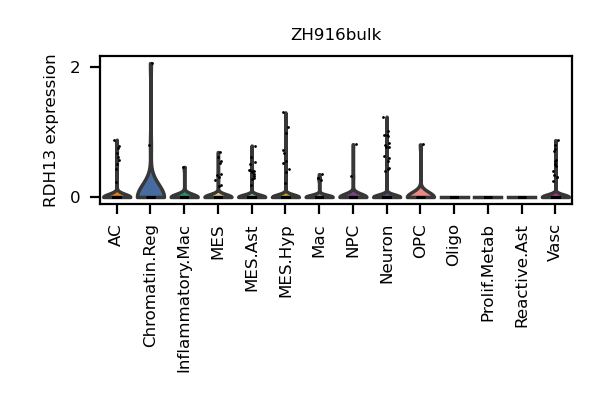 ZH916bulk
RDH13 expression
2
0
AC
Chromatin.Reg
Inflammatory.Mac
MES
MES.Ast
MES.Hyp
Mac
NPC
Neuron
OPC
Oligo
Prolif.Metab
Reactive.Ast
Vasc